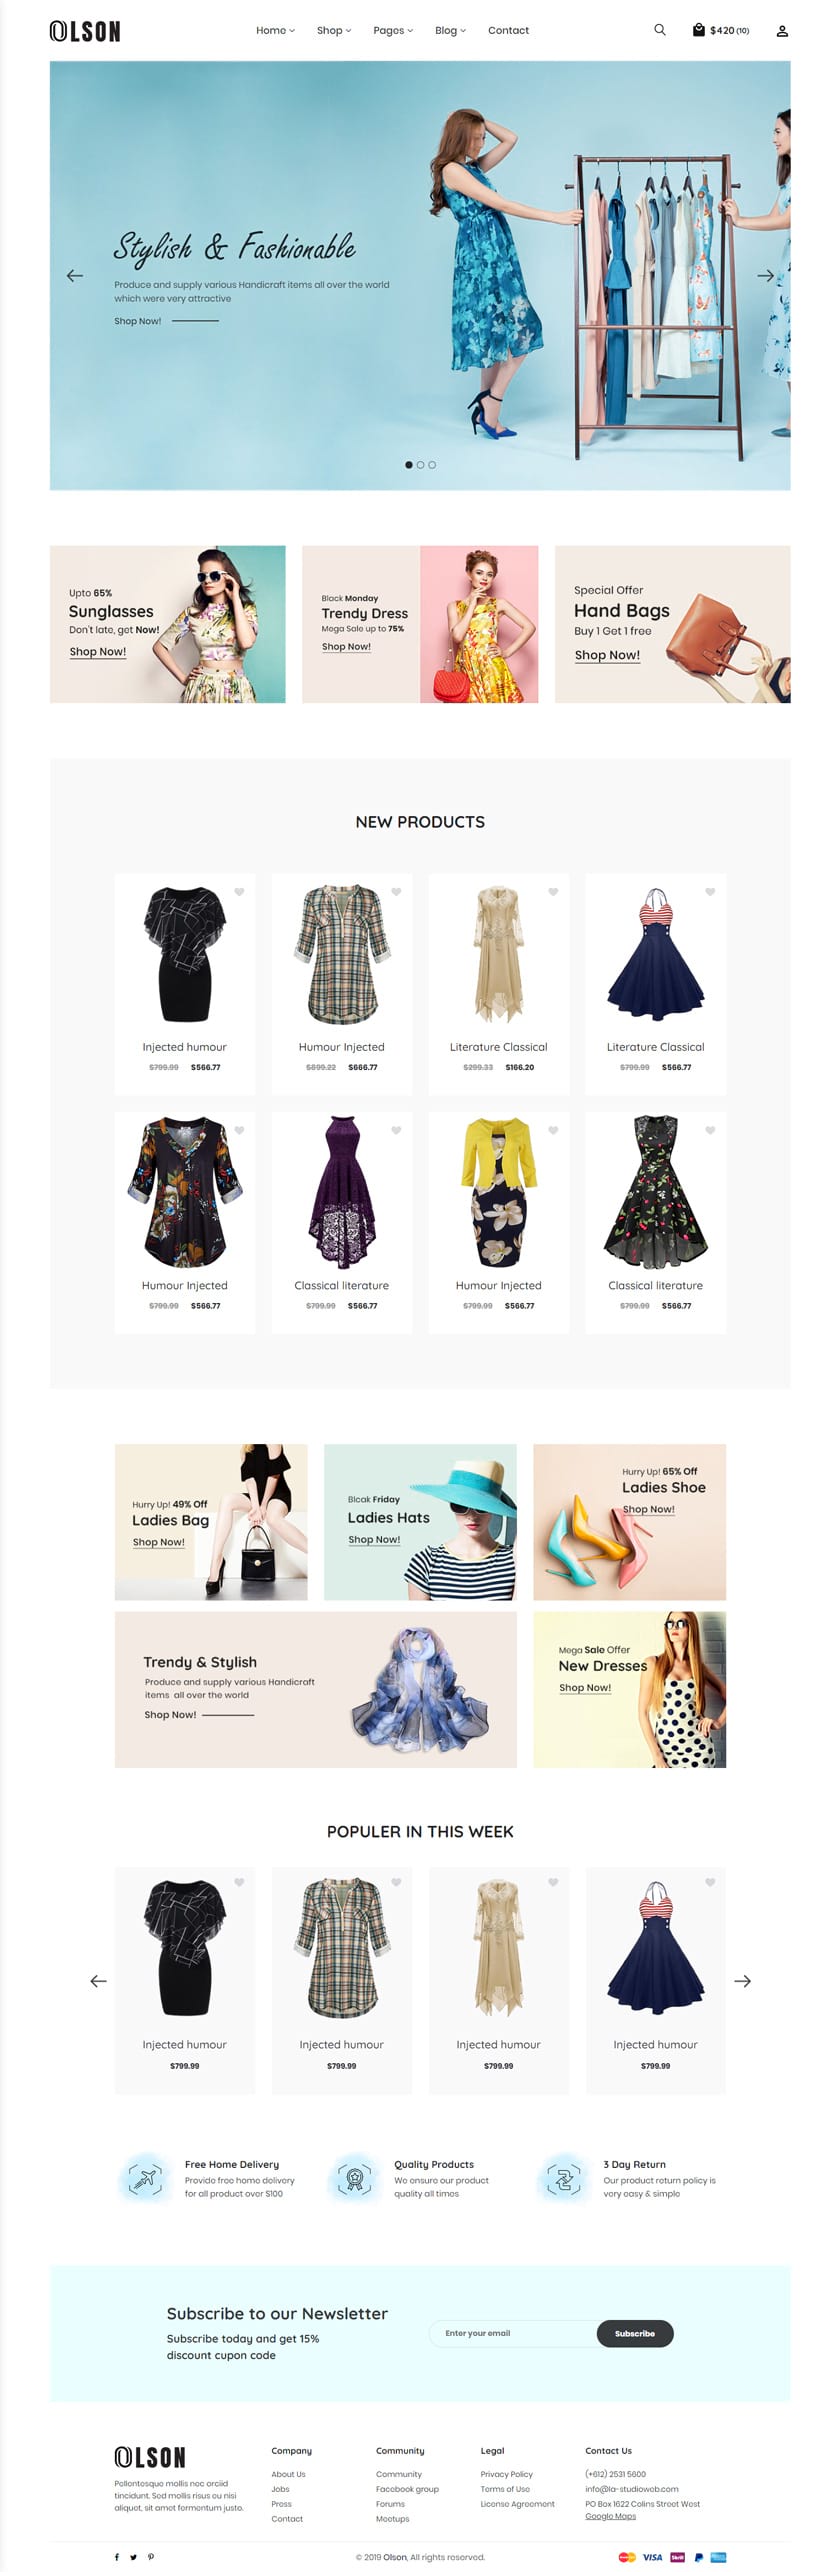 OLSON
Home Shop Pages Blog Contact $420 (10)
Stylish & Fashionable
Produce and supply various Handicraft items all over the world
which were very attractive
Shop Now!
Upto 65%
Sunglasses
Don't late, get Now!
Shop Now!
Black Monday
Trendy Dress
Mega Sale up to 75%
Shop Now!
Special Offer
Hand Bags
Buy 1 Get 1 free
Shop Now!
NEW PRODUCTS
Injected humour
$799.99 $566.77
Humour Injected
$899.22 $666.77
Literature Classical
$299.33 $166.20
Literature Classical
$799.99 $566.77
Humour Injected
$799.99 $566.77
Classical literature
$799.99 $566.77
Humour Injected
$799.99 $566.77
Classical literature
$799.99 $566.77
Hurry Up! 49% Off
Ladies Bag
Shop Now!
Blcak Friday
Ladies Hats
Shop Now!
Hurry Up! 65% Off
Ladies Shoe
Shop Now!
Trendy & Stylish
Produce and supply various Handicraft
items all over the world
Shop Now!
Mega Sale Offer
New Dresses
Shop Now!
POPULER IN THIS WEEK
Injected humour
$799.99
Injected humour
$799.99
Injected humour
$799.99
Injected humour
$799.99
Free Home Delivery
Provide free home delivery
for all product over $100
Quality Products
We ensure our product
quality all times
3 Day Return
Our product return policy is
very easy & simple
Subscribe to our Newsletter
Subscribe today and get 15%
discount cupon code
Enter your email
Subscribe
OLSON
Pellentesque mollis nec orciid
tincidunt. Sed mollis risus eu nisi
aliquet, sit amet fermentum justo.
Company
About Us
Jobs
Press
Contact
Community
Community
Facebook group
Forums
Meetups
Legal
Privacy Policy
Terms of Use
License Agreement
Contact Us
(+612) 2531 5600
info@la-studioweb.com
PO Box 1622 Colins Street West
Google Maps
© 2019 Olson, All rights reserved.
VISA
Skrill